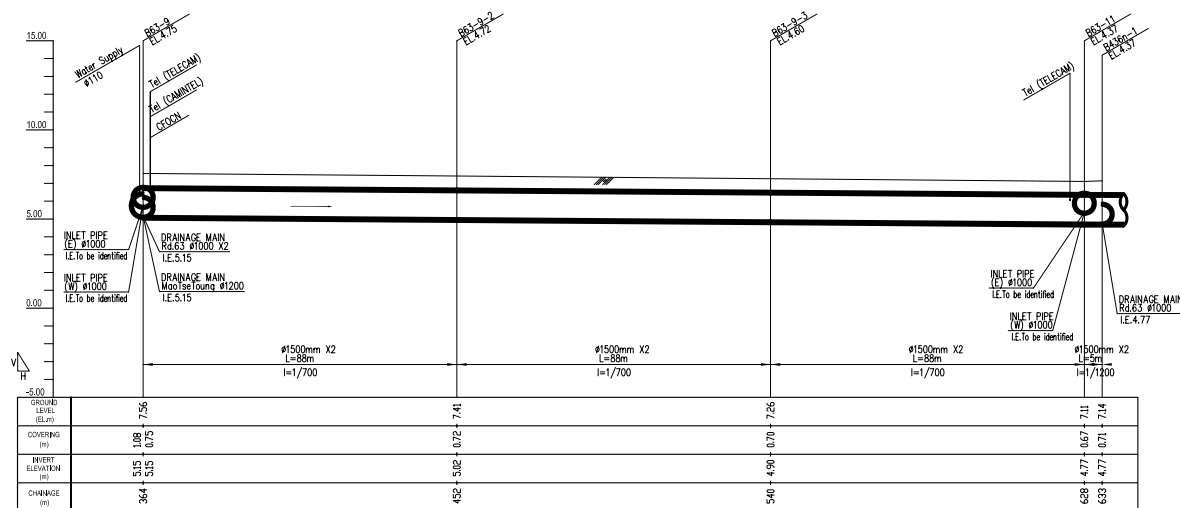 B63-9
EL.4.75
B63-9-2
EL.4.72
B63-9-3
EL.4.60
B63-11
EL.4.37
B436n-1
EL.4.37
Water Supply
ø110
Tel (TELECAM)
Tel (CAMINTEL)
CFOCN
Tel (TELECAM)
15.00
10.00
5.00
0.00
-5.00
INLET PIPE
(E) ø1000
I.E.To be identified
DRAINAGE MAIN
Rd.63 ø1000 X2
I.E.5.15
INLET PIPE
(W) ø1000
I.E.To be identified
DRAINAGE MAIN
MaoTseToung ø1200
I.E.5.15
INLET PIPE
(E) ø1000
I.E.To be identified
INLET PIPE
(W) ø1000
I.E.To be identified
DRAINAGE MAIN
Rd.63 ø1000
I.E.4.77
V
H
ø1500mm X2
L=88m
I=1/700
ø1500mm X2
L=88m
I=1/700
ø1500mm X2
L=88m
I=1/700
ø1500mm X2
L=5m
I=1/1200
GROUND
LEVEL
(EL.m)
7.56
7.41
7.26
7.11
7.14
COVERING
(m)
1.08
0.75
0.72
0.70
0.67
0.71
INVERT
ELEVATION
(m)
5.15
5.15
5.02
4.90
4.77
4.77
CHAINAGE
(m)
364
452
540
628
633